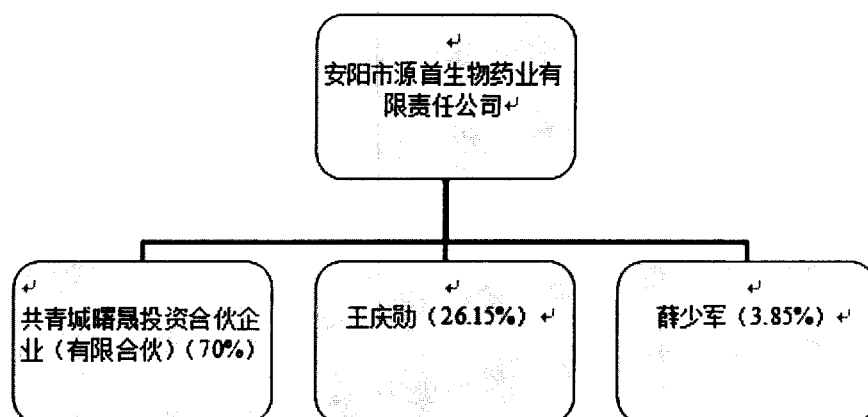 安阳市源首生物药业有
限责任公司
共青城曙晟投资合伙企
业（有限合伙）（70%）
王庆勋（26.15%）
薛少军（3.85%）